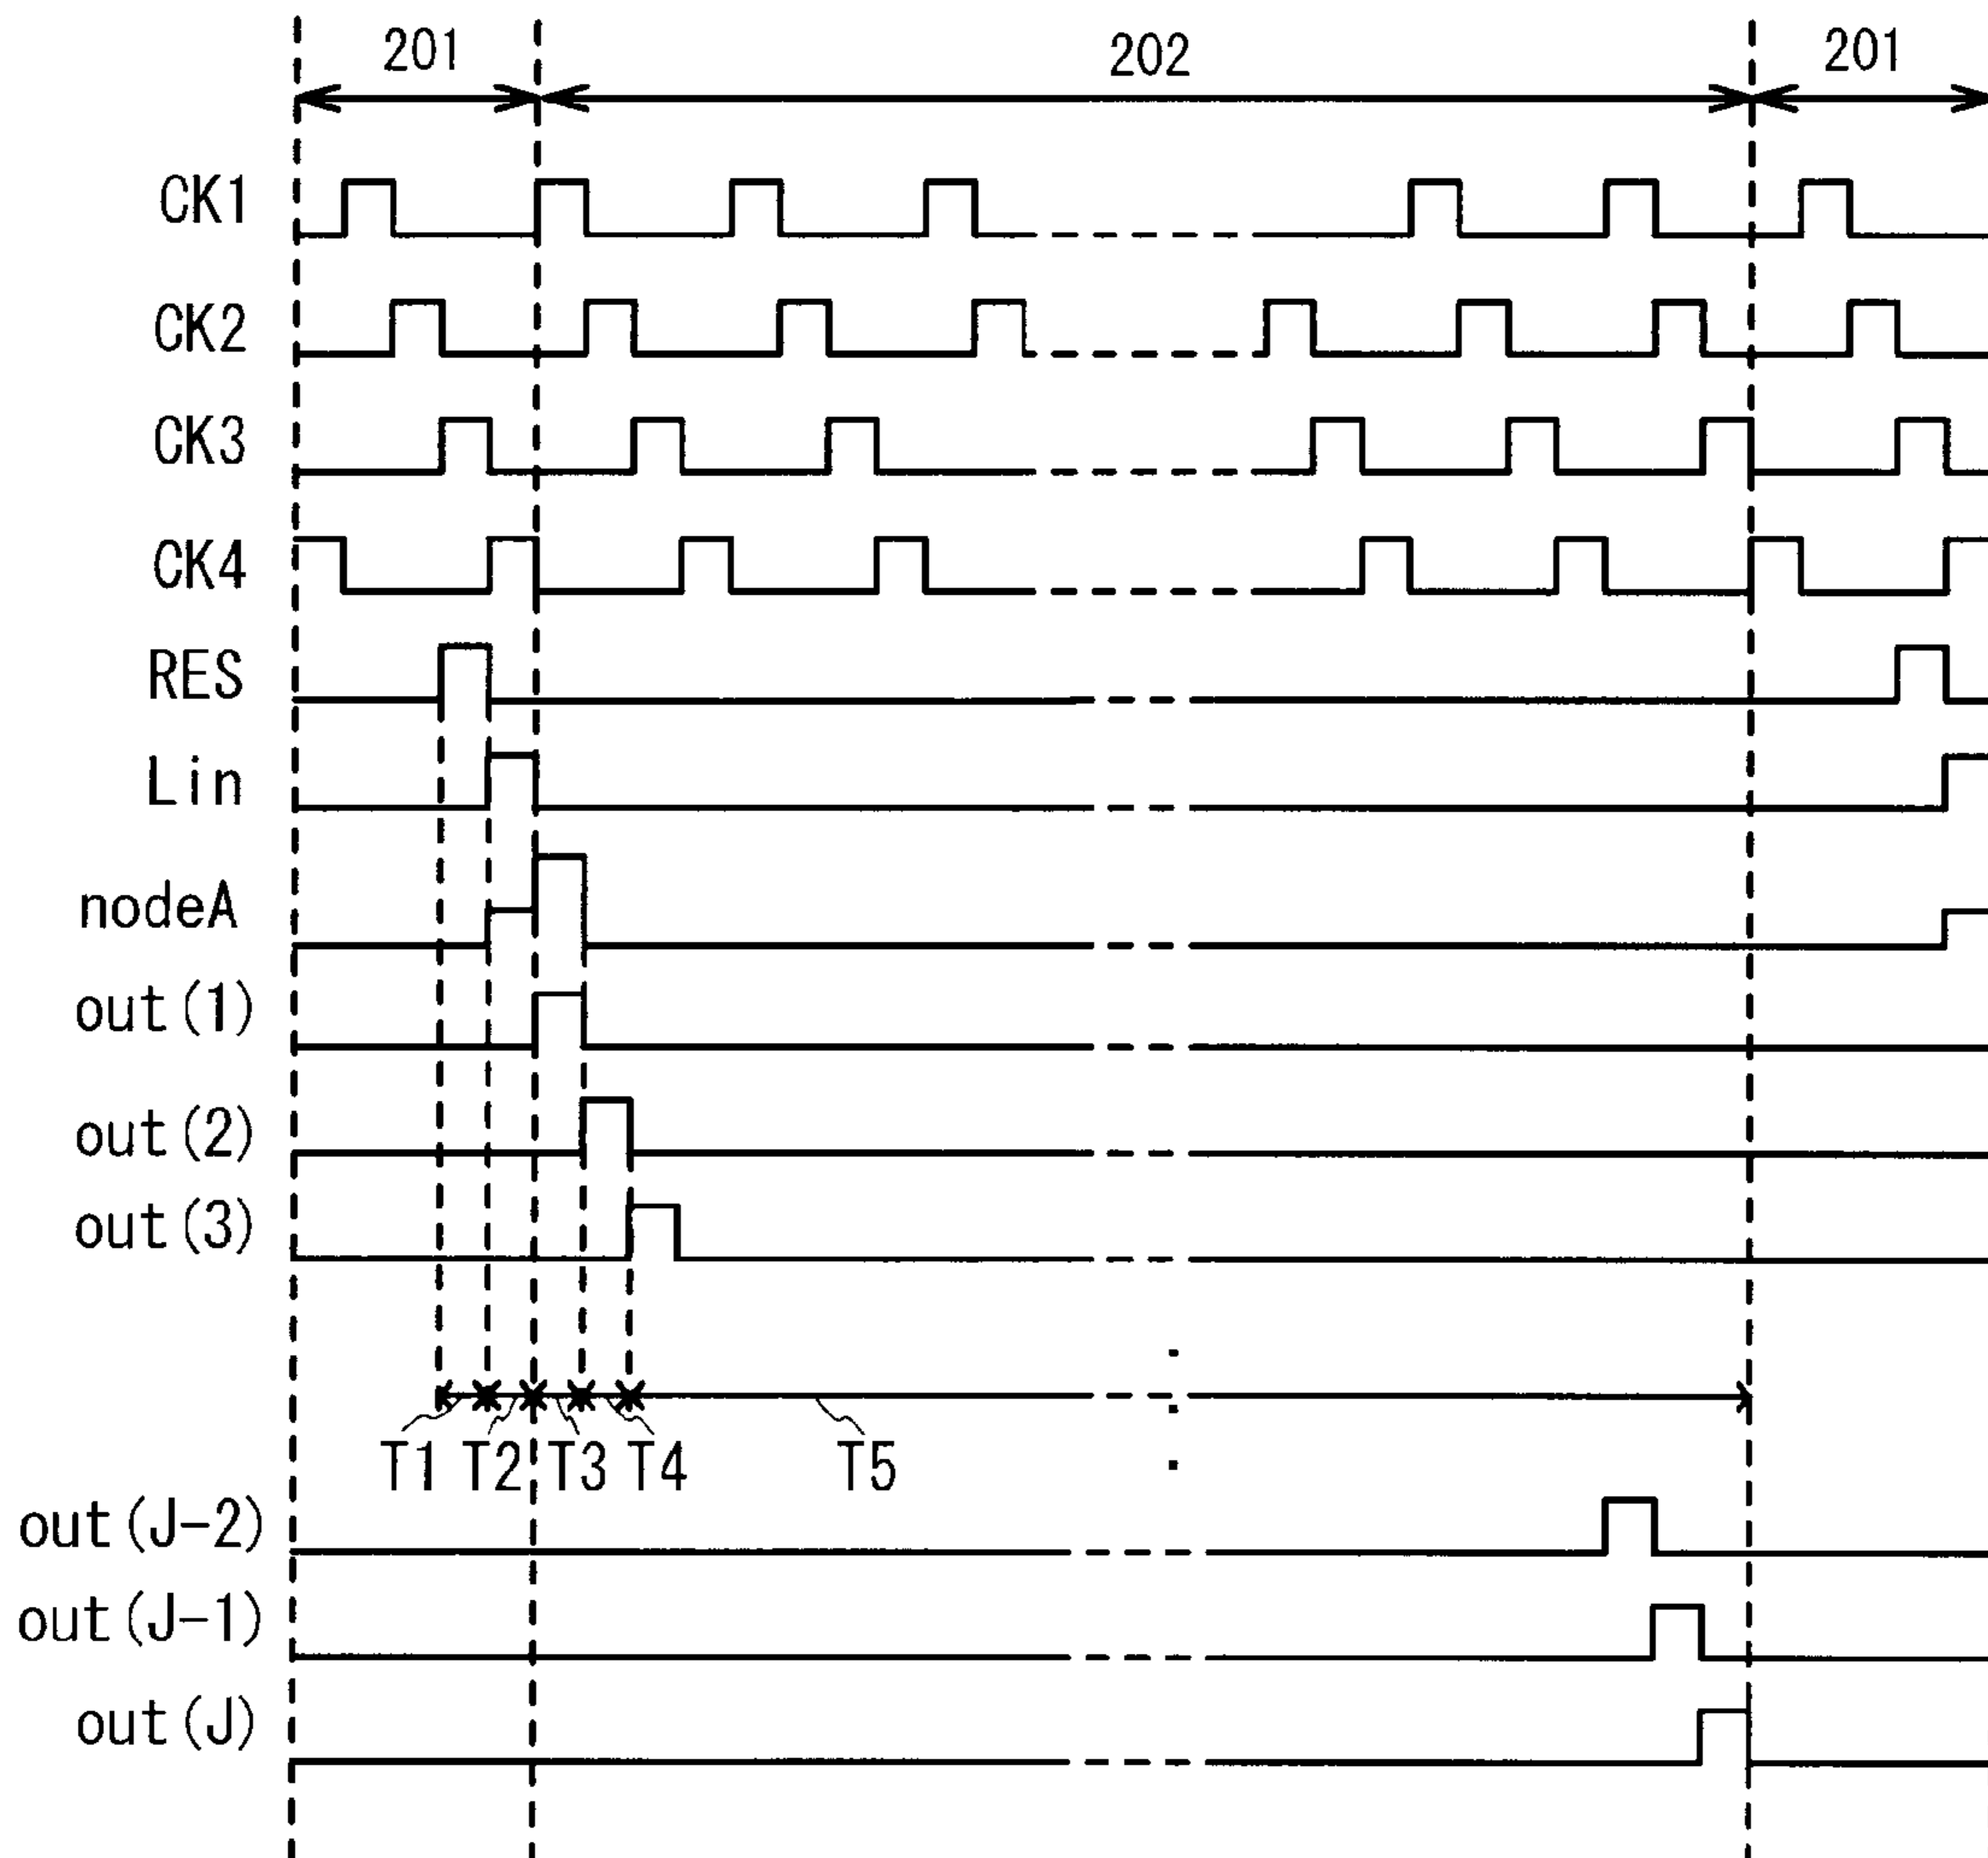 201 202 201
CK1
CK2
CK3
CK4
RES
Lin
nodeA
out(1)
out(2)
out(3)
T1 T2 T3 T4 T5
out(J-2)
out(J-1)
out(J)